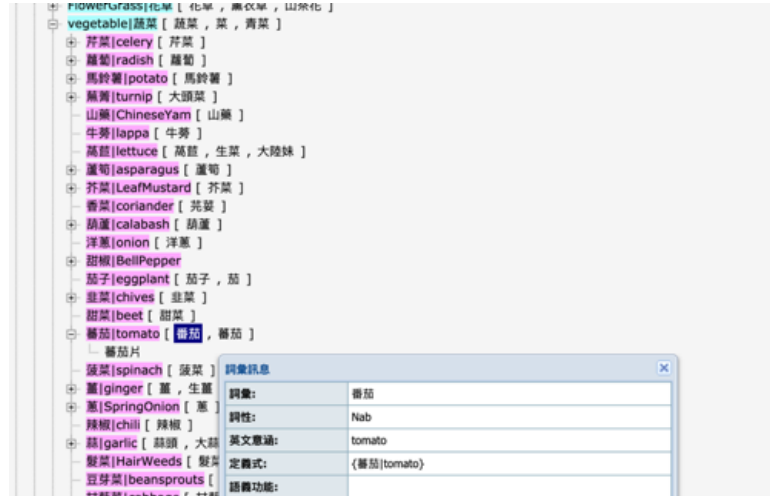 FlowerGrass|花草 [ 花草 , 薰衣草 , 山茶花 ]
vegetable|蔬菜 [ 蔬菜 , 菜 , 青菜 ]
芹菜|celery [ 芹菜 ]
蘿蔔|radish [ 蘿蔔 ]
馬鈴薯|potato [ 馬鈴薯 ]
蕪菁|turnip [ 大頭菜 ]
山藥|ChineseYam [ 山藥 ]
牛蒡|lappa [ 牛蒡 ]
萵苣|lettuce [ 萵苣 , 生菜 , 大陸妹 ]
蘆筍|asparagus [ 蘆筍 ]
芥菜|LeafMustard [ 芥菜 ]
香菜|coriander [ 芫荽 ]
葫蘆|calabash [ 葫蘆 ]
洋蔥|onion [ 洋蔥 ]
甜椒|BellPepper
茄子|eggplant [ 茄子 , 茄 ]
韭菜|chives [ 韭菜 ]
甜菜|beet [ 甜菜 ]
蕃茄|tomato [ 番茄 , 蕃茄 ]
蕃茄片
菠菜|spinach [ 菠菜 ]
薑|ginger [ 薑 , 生薑
蔥|SpringOnion [ 蔥 ]
辣椒|chili [ 辣椒 ]
蒜|garlic [ 蒜頭 , 大蒜
髮菜|HairWeeds [ 髮菜
豆芽菜|beansprouts [
詞彙訊息
詞彙: 番茄
詞性: Nab
英文意涵: tomato
定義式: {蕃茄|tomato}
語義功能: